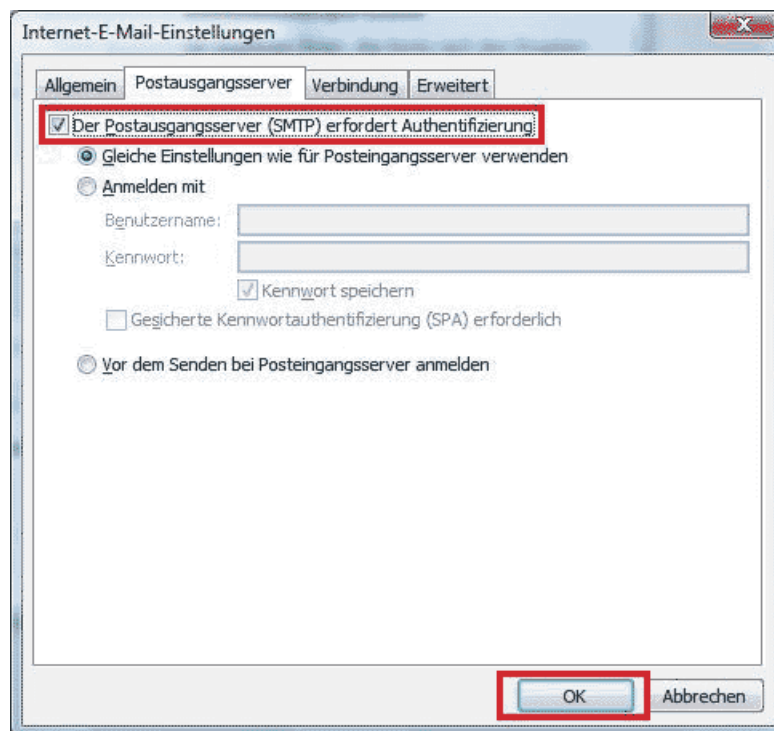 Internet-E-Mail-Einstellungen
Allgemein Postausgangsserver Verbindung Erweitert
Der Postausgangsserver (SMTP) erfordert Authentifizierung
Gleiche Einstellungen wie für Posteingangsserver verwenden
Anmelden mit
Benutzername:
Kennwort:
Kennwort speichern
Gesicherte Kennwortauthentifizierung (SPA) erforderlich
Vor dem Senden bei Posteingangsserver anmelden
OK Abbrechen